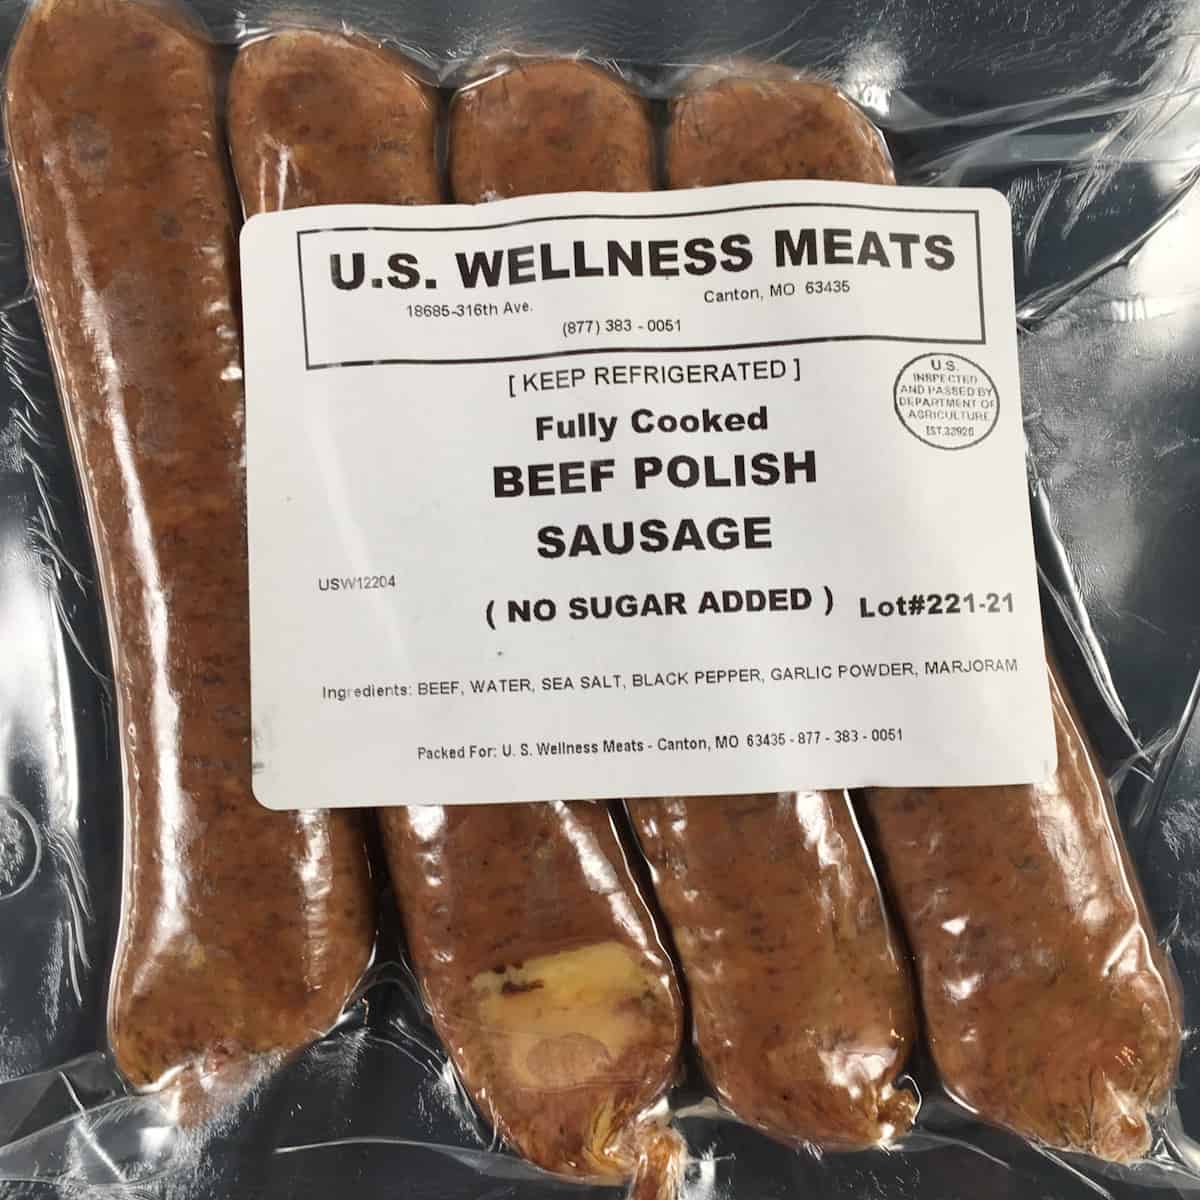 U.S. WELLNESS MEATS
18685-316th Ave.
Canton, MO 63435
(877) 383 - 0051
[ KEEP REFRIGERATED ]
U.S.
INSPECTED
AND PASSED BY
DEPARTMENT OF
AGRICULTURE
Fully Cooked
BEEF POLISH
SAUSAGE
USW12204
( NO SUGAR ADDED )
Lot#221-21
Ingredients: BEEF, WATER, SEA SALT, BLACK PEPPER, GARLIC POWDER, MARJORAM
Packed For: U. S. Wellness Meats - Canton, MO 63435 - 877 - 383 - 0051